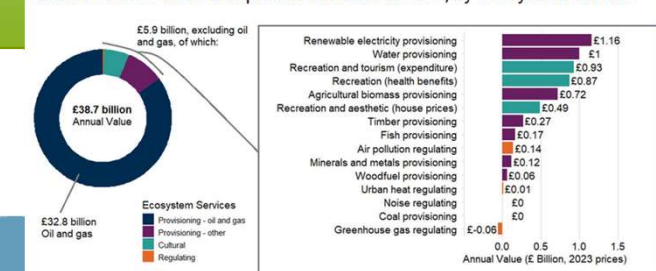 £5.9 billion, excluding oil
and gas, of which:
£38.7 billion
Annual Value
£32.8 billion
Oil and gas
Ecosystem Services
Provisioning - oil and gas
Provisioning - other
Cultural
Regulating
Renewable electricity provisioning £1.16
Water provisioning £1
Recreation and tourism (expenditure) £0.93
Recreation (health benefits) £0.87
Agricultural biomass provisioning £0.72
Recreation and aesthetic (house prices) £0.49
Timber provisioning £0.27
Fish provisioning £0.17
Air pollution regulating £0.14
Minerals and metals provisioning £0.12
Woodfuel provisioning £0.06
Urban heat regulating £0.01
Noise regulating £0
Coal provisioning £0
Greenhouse gas regulating £-0.06
0.0 0.5 1.0 1.5
Annual Value (£ Billion, 2023 prices)